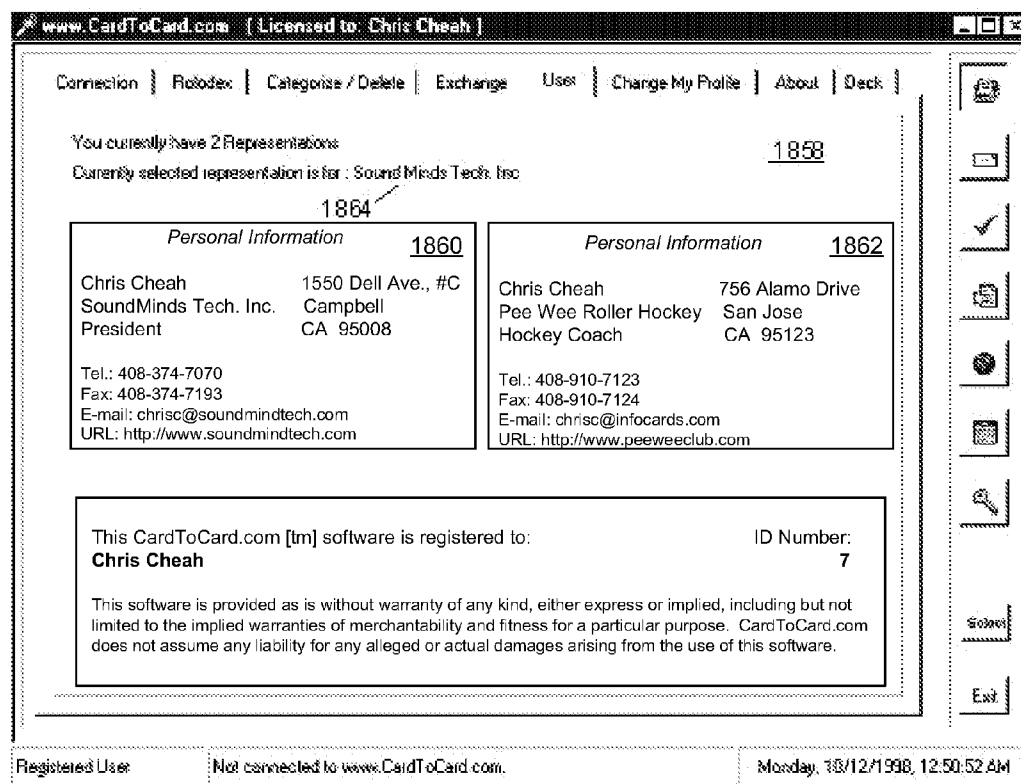 www.CardToCard.com [ Licensed to: Chris Cheah ]
Connection | Rolodex | Categorize / Delete | Exchange User | Change My Profile | About | Deck |
You currently have 2 Representations
1858
Currently selected representation is for : Sound Minds Tech. Inc
1864
Personal Information 1860
Chris Cheah 1550 Dell Ave., #C
SoundMinds Tech. Inc. Campbell
President CA 95008
Tel.: 408-374-7070
Fax: 408-374-7193
E-mail: chrisc@soundmindtech.com
URL: http://www.soundmindtech.com
Personal Information 1862
Chris Cheah 756 Alamo Drive
Pee Wee Roller Hockey San Jose
Hockey Coach CA 95123
Tel.: 408-910-7123
Fax: 408-910-7124
E-mail: chrisc@infocards.com
URL: http://www.peeweeclub.com
This CardToCard.com [tm] software is registered to: ID Number:
Chris Cheah 7
This software is provided as is without warranty of any kind, either express or implied, including but not
limited to the implied warranties of merchantability and fitness for a particular purpose. CardToCard.com
does not assume any liability for any alleged or actual damages arising from the use of this software.
Select
Exit
Registered User Not connected to www.CardToCard.com. Monday, 10/12/1998, 12:50:52 AM